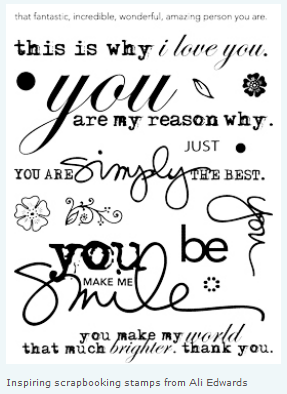 that fantastic, incredible, wonderful, amazing person you are.
this is why i love you.
you
are my reason why.
JUST
YOU ARE simply THE BEST.
you
you be
MAKE ME
smile
you make my world
that much brighter. thank you.
Inspiring scrapbooking stamps from Ali Edwards